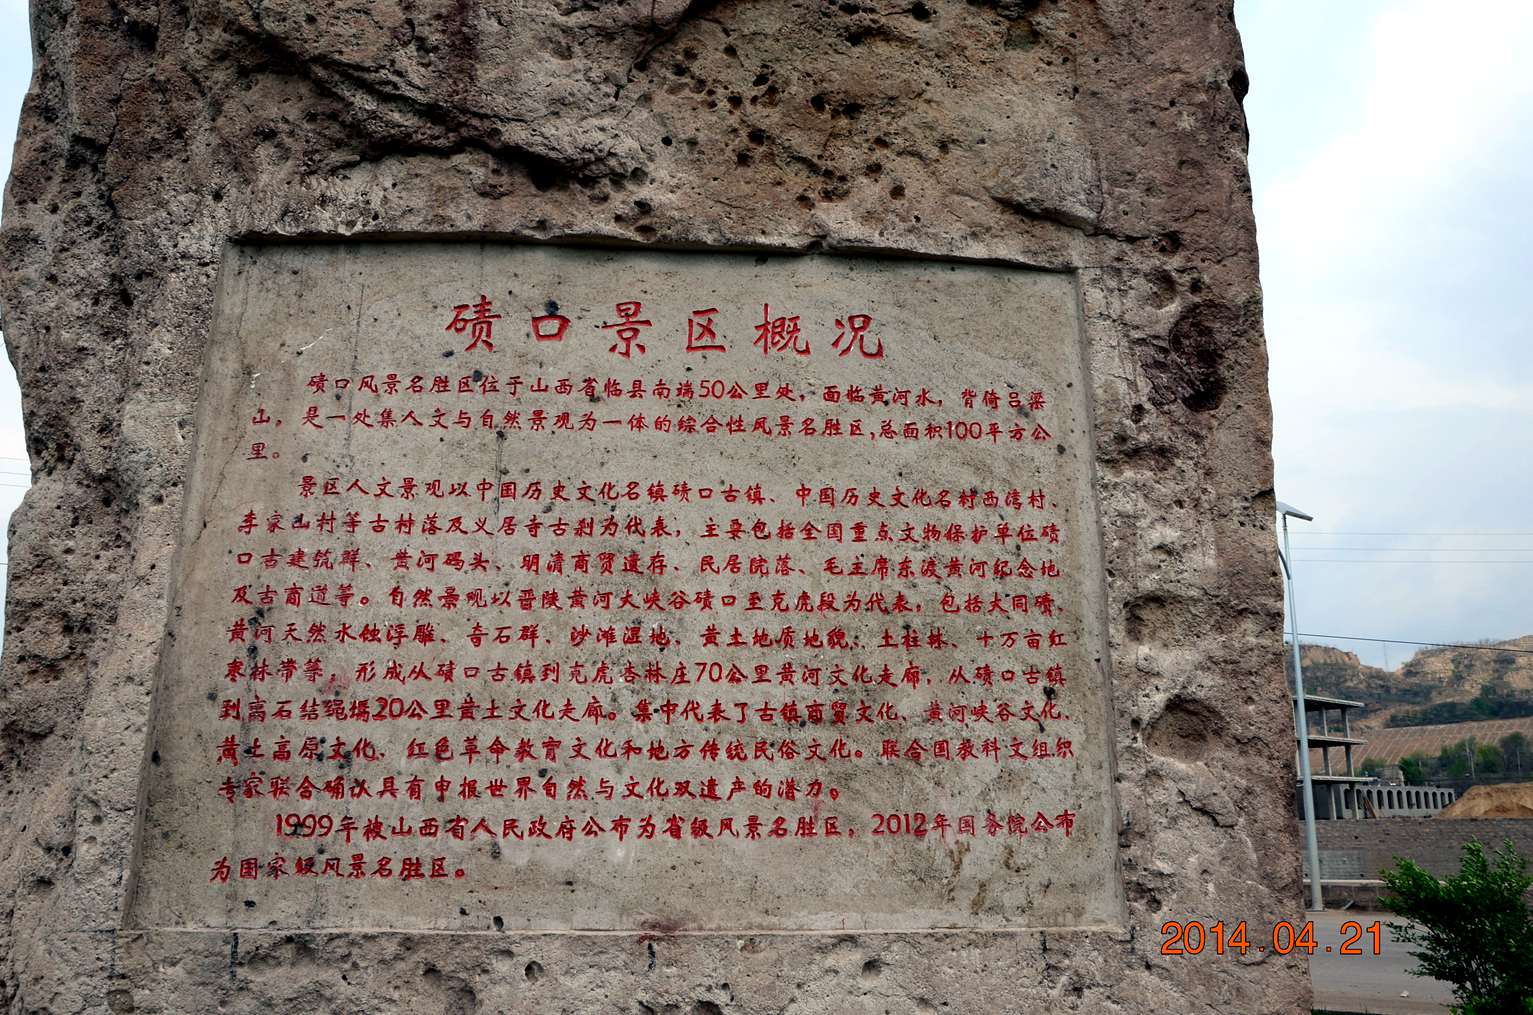 碛口景区概况
碛口风景名胜区位于山西省临县南端50公里处，面临黄河水，背倚吕梁
山。是一处集人文与自然景观为一体的综合性风景名胜区,总面积100平方公
里。
景区人文景观以中国历史文化名镇碛口古镇、中国历史文化名村西湾村、
李家山村等古村落及义居寺古刹为代表，主要包括全国重点文物保护单位碛
口古建筑群、黄河码头、明清商贸遗存、民居院落、毛主席东渡黄河纪念地
及古商道等。自然景观以晋陕黄河大峡谷碛口至克虎段为代表，包括大同碛、
黄河天然水蚀浮雕、奇石群、沙滩湿地、黄土地质地貌、土柱林、十万亩红
枣林带等，形成从碛口古镇到克虎杏林庄70公里黄河文化走廊，从碛口古镇
到离石结绳墕20公里黄土文化走廊。集中代表了古镇商贸文化、黄河峡谷文化、
黄土高原文化、红色革命教育文化和地方传统民俗文化。联合国教科文组织
专家联合确认具有申报世界自然与文化双遗产的潜力。
1999年被山西省人民政府公布为省级风景名胜区，2012年国务院公布
为国家级风景名胜区。
2014.04.21